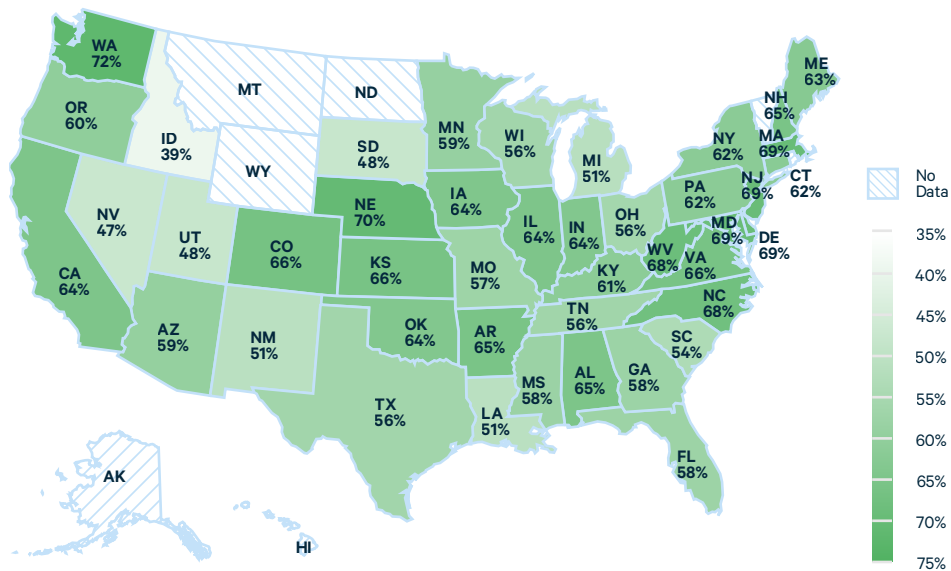 WA
72%
ME
63%
MT
ND
NH
65%
OR
60%
MN
59%
WI
56%
NY
62%
MA
69%
ID
39%
SD
48%
MI
51%
WY
CT
62%
No
Data
NJ
69%
IA
64%
PA
62%
NE
70%
NV
47%
IL
64%
IN
64%
OH
56%
MD
69%
35%
UT
48%
CO
66%
DE
69%
WV
68%
VA
66%
KS
66%
CA
64%
MO
57%
KY
61%
40%
NC
68%
TN
56%
45%
AZ
59%
NM
51%
OK
64%
AR
65%
SC
54%
50%
MS
58%
AL
65%
GA
58%
55%
TX
56%
LA
51%
60%
FL
58%
AK
65%
70%
HI
75%